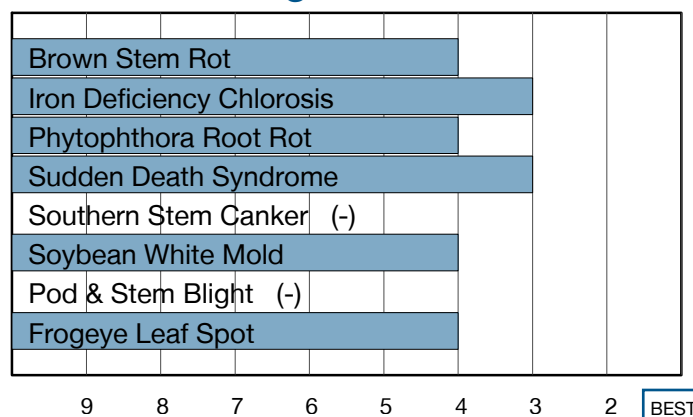 Brown Stem Rot
Iron Deficiency Chlorosis
Phytophthora Root Rot
Sudden Death Syndrome
Southern Stem Canker (-)
Soybean White Mold
Pod & Stem Blight (-)
Frogeye Leaf Spot
9 8 7 6 5 4 3 2 BEST